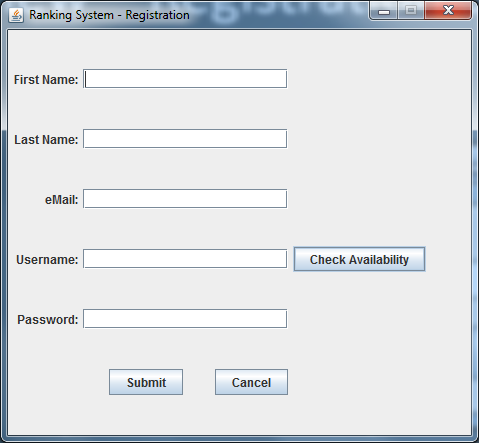 Ranking System - Registration
First Name:
Last Name:
eMail:
Username: Check Availability
Password:
Submit Cancel